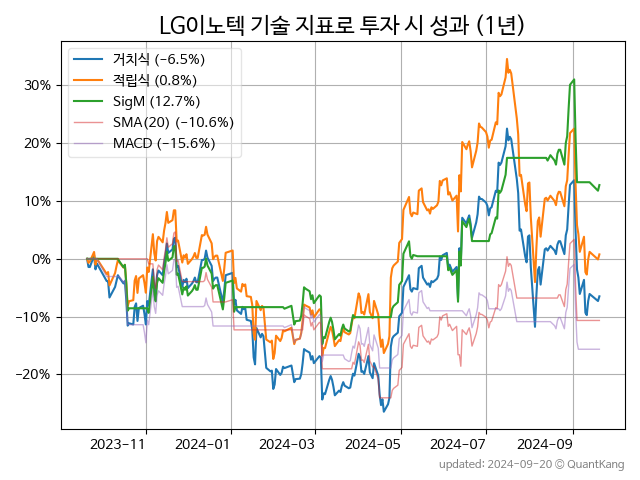 LG이노텍 기술 지표로 투자 시 성과 (1년)
거치식 (−6.5%)
적립식 (0.8%)
SigM (12.7%)
SMA(20) (−10.6%)
MACD (−15.6%)
30%
20%
10%
0%
−10%
−20%
2023−11 2024−01 2024−03 2024−05 2024−07 2024−09
updated: 2024−09−20 © QuantKang